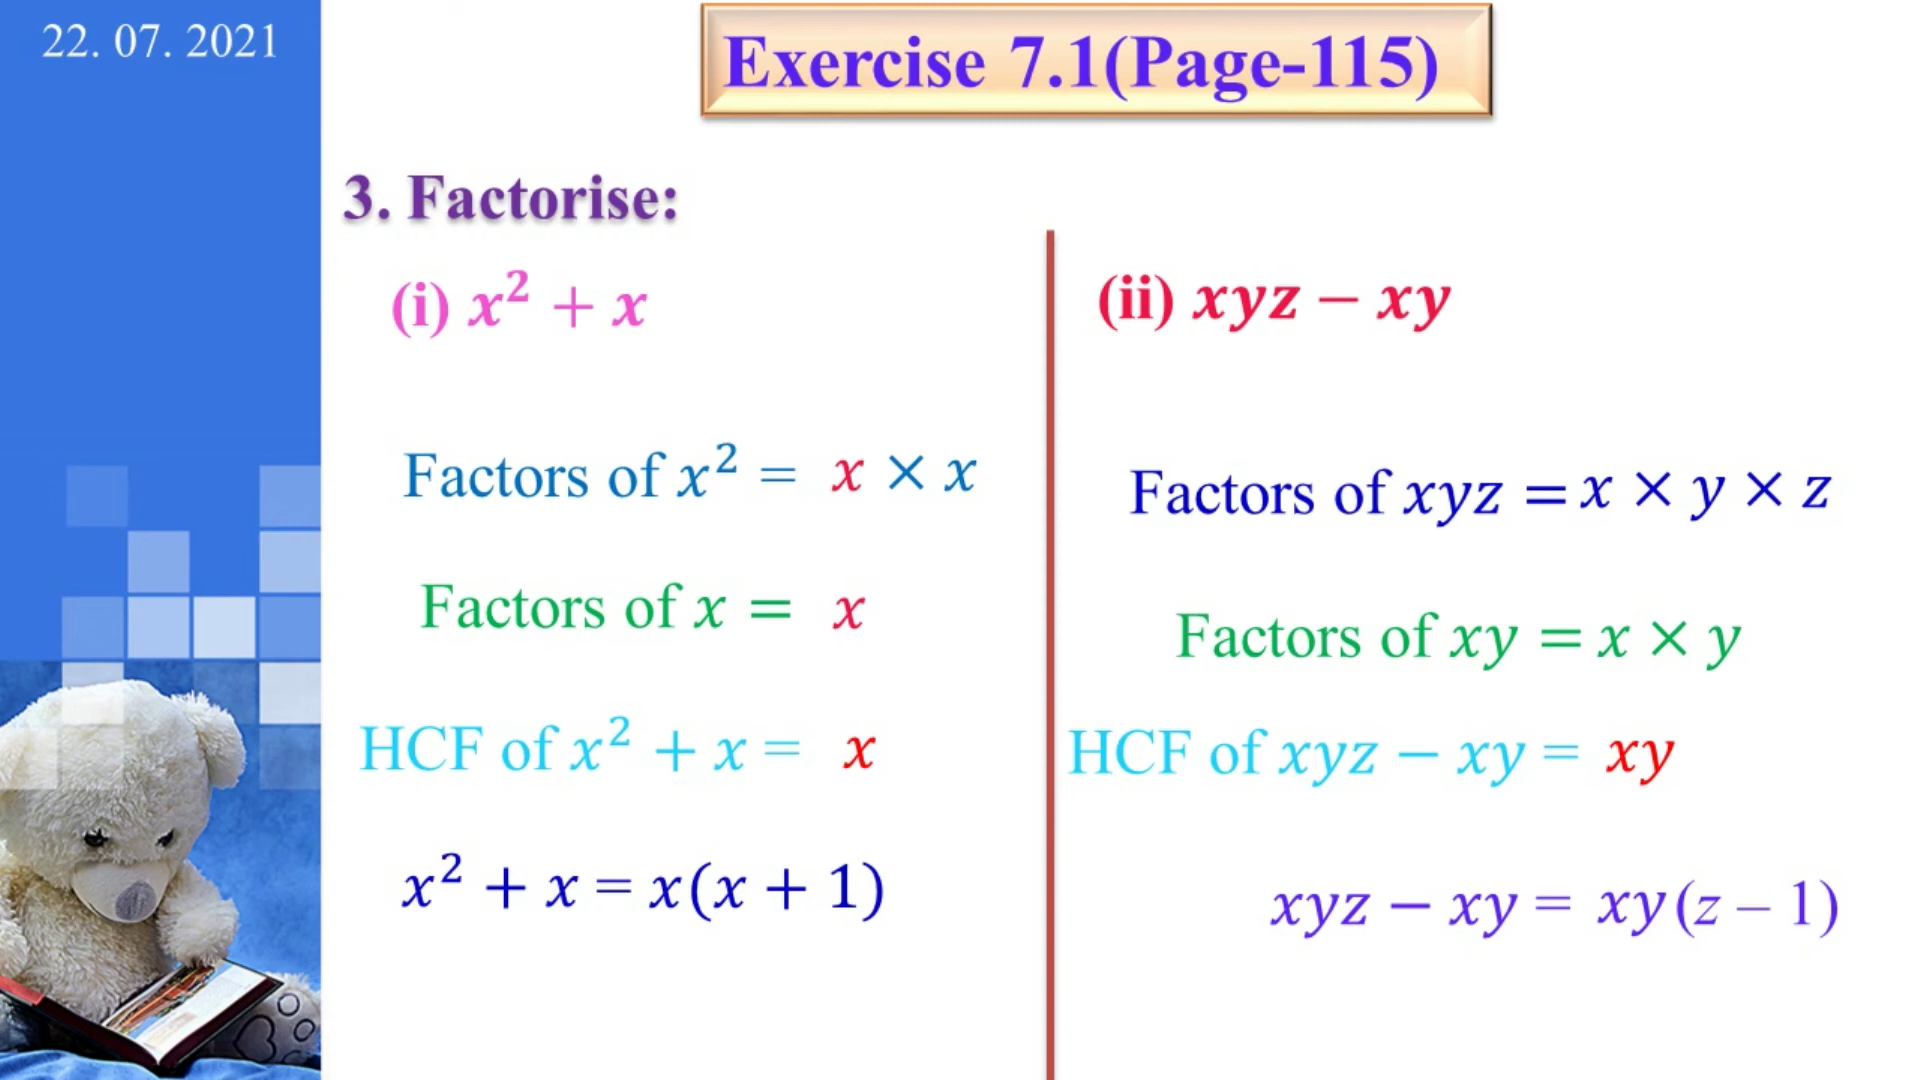 22. 07. 2021
Exercise 7.1(Page-115)
3. Factorise:
(i) x² + x
Factors of x² = x × x
Factors of x = x
HCF of x² + x = x
x² + x = x(x + 1)
(ii) xyz − xy
Factors of xyz = x × y × z
Factors of xy = x × y
HCF of xyz − xy = xy
xyz − xy = xy(z − 1)